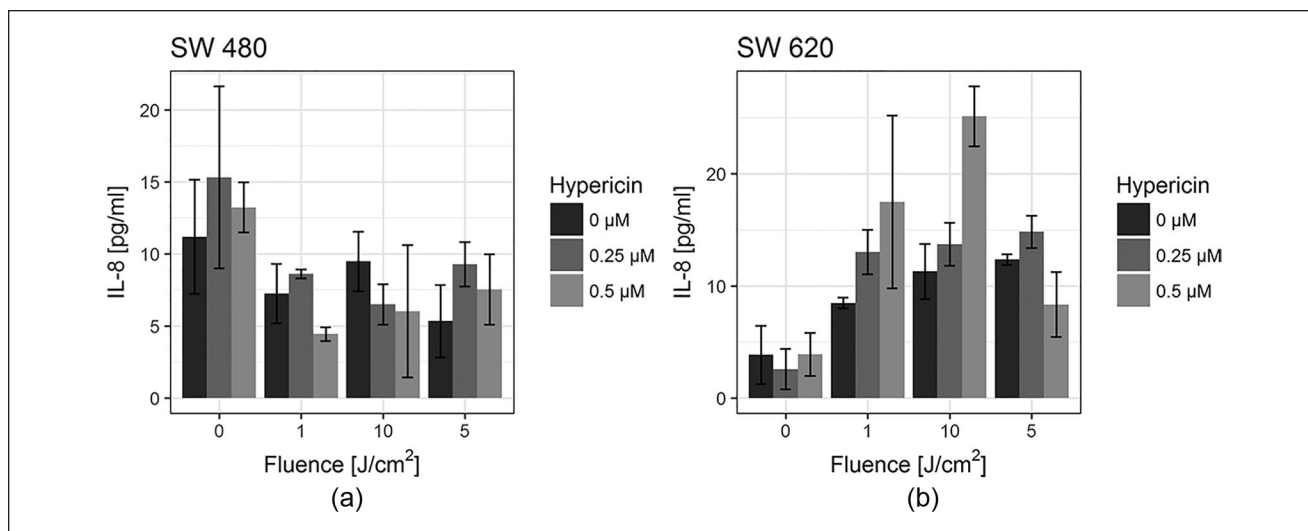 SW 480
20
15
10
5
0
IL-8 [pg/ml]
0 1 10 5
Fluence [J/cm²]
(a)
Hypericin
0 µM
0.25 µM
0.5 µM
SW 620
20
10
0
IL-8 [pg/ml]
0 1 10 5
Fluence [J/cm²]
(b)
Hypericin
0 µM
0.25 µM
0.5 µM